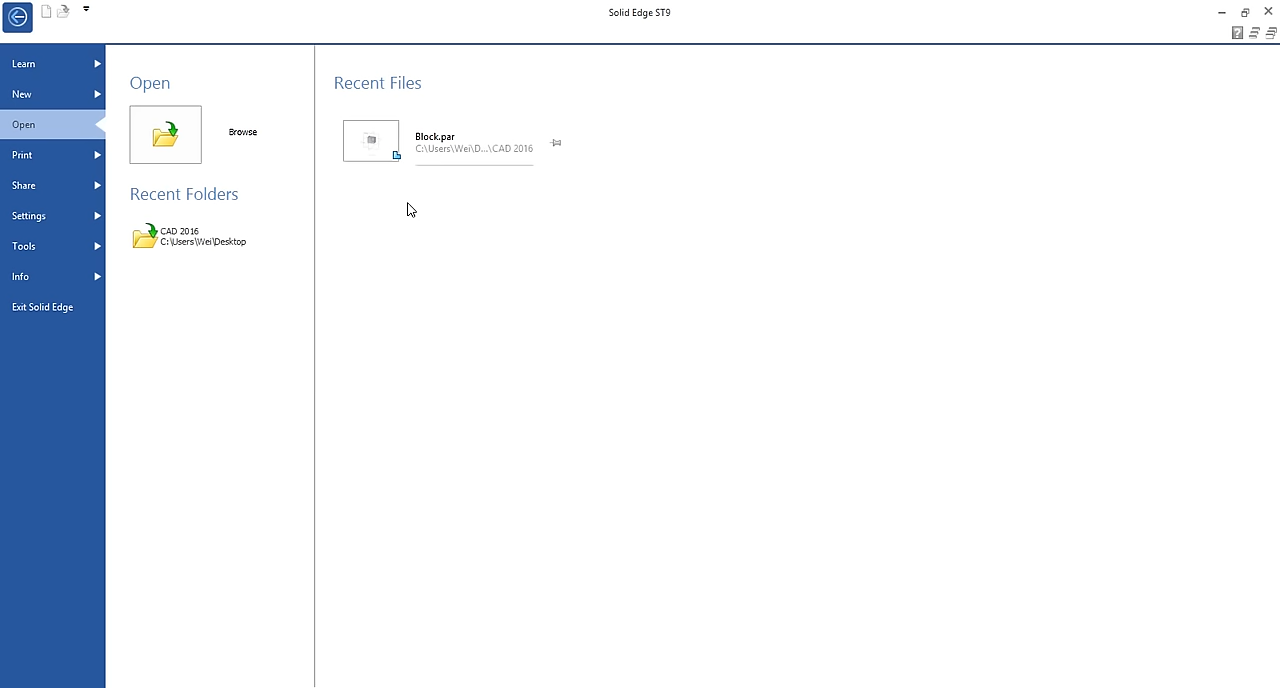 Solid Edge ST9
Learn
New
Open
Print
Share
Settings
Tools
Info
Exit Solid Edge
Open
Browse
Recent Folders
CAD 2016
C:\Users\Wei\Desktop
Recent Files
Block.par
C:\Users\Wei\D...\CAD 2016